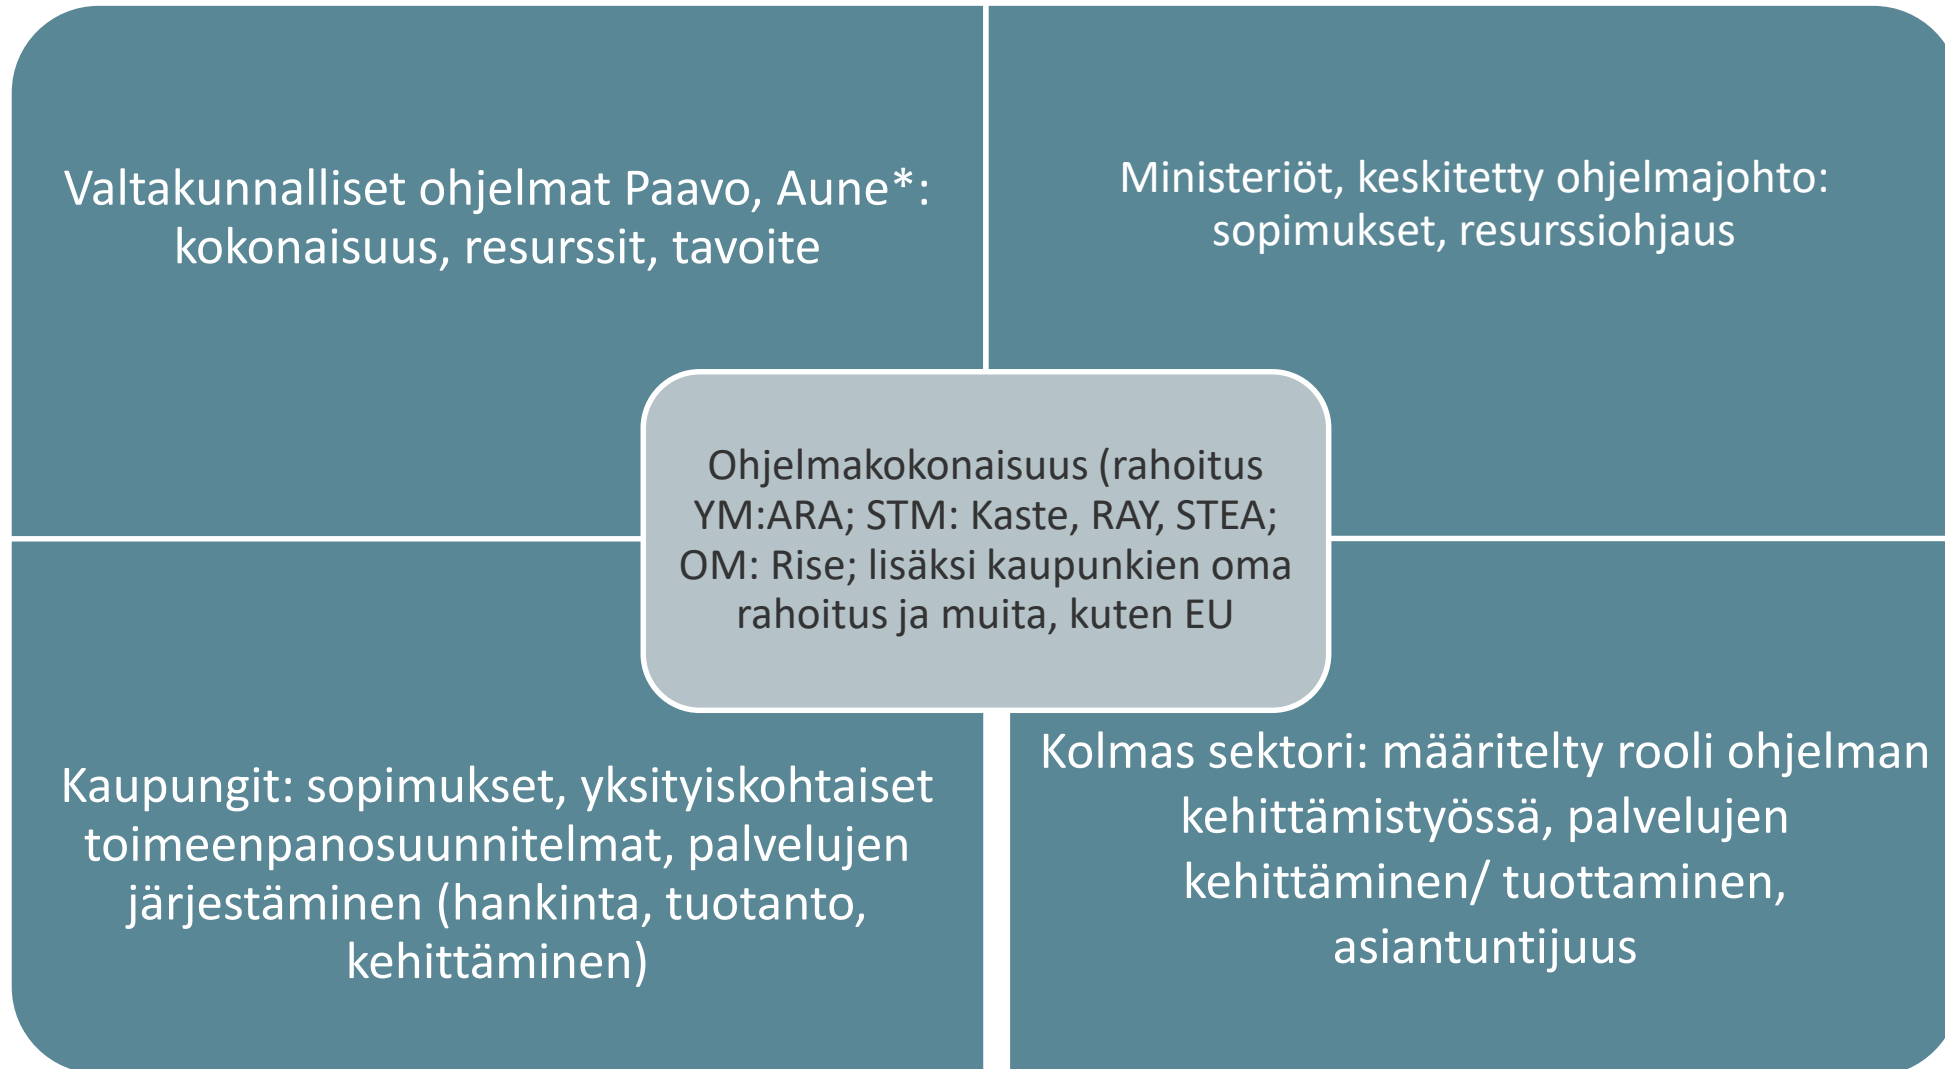 Valtakunnalliset ohjelmat Paavo, Aune*:
kokonaisuus, resurssit, tavoite
Ministeriöt, keskitetty ohjelmajohto:
sopimukset, resurssiohjaus
Ohjelmakokonaisuus (rahoitus
YM:ARA; STM: Kaste, RAY, STEA;
OM: Rise; lisäksi kaupunkien oma
rahoitus ja muita, kuten EU
Kaupungit: sopimukset, yksityiskohtaiset
toimeenpanosuunnitelmat, palvelujen
järjestäminen (hankinta, tuotanto,
kehittäminen)
Kolmas sektori: määritelty rooli ohjelman
kehittämistyössä, palvelujen
kehittäminen/ tuottaminen,
asiantuntijuus